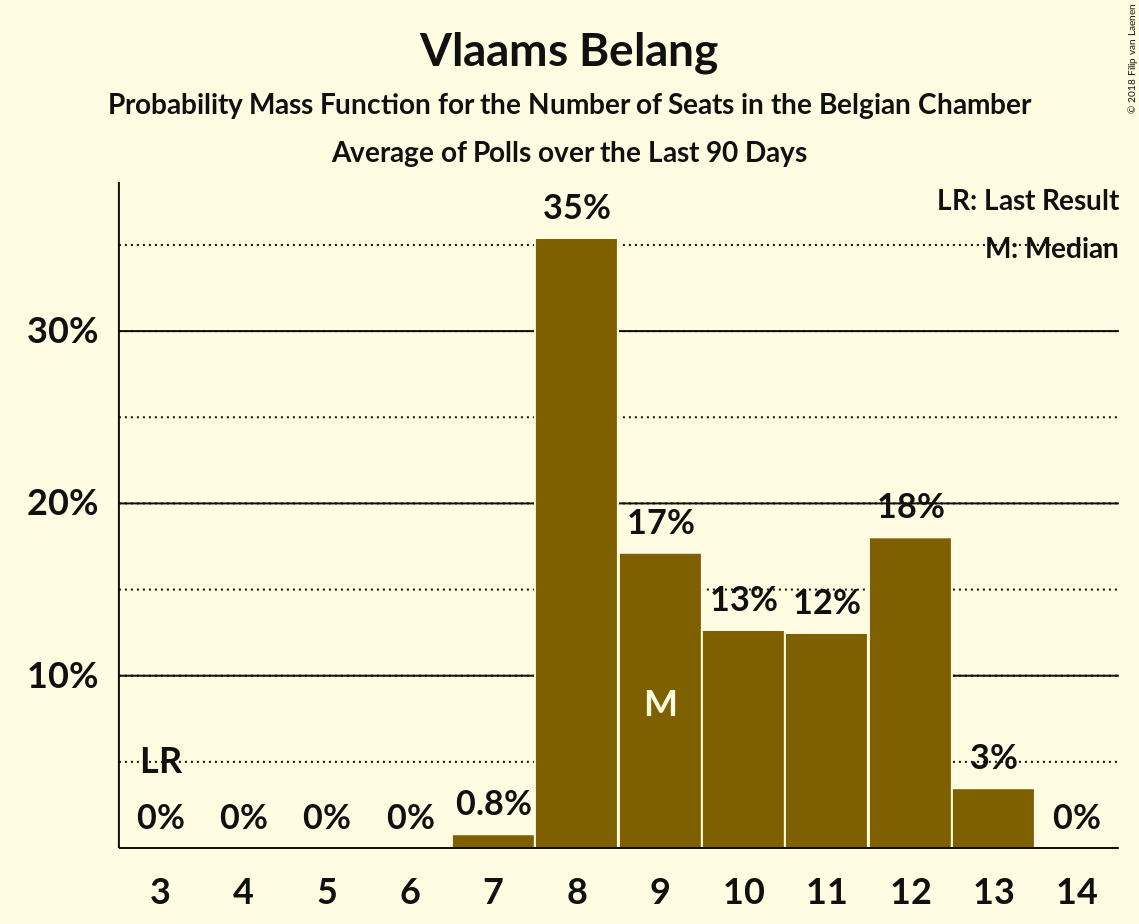 Vlaams Belang
Probability Mass Function for the Number of Seats in the Belgian Chamber
Average of Polls over the Last 90 Days
© 2018 Filip van Laenen
LR: Last Result
M: Median
35%
30%
20%
18%
17%
13%
12%
10%
M
LR
3%
0.8%
0% 0% 0% 0% 0%
3 4 5 6 7 8 9 10 11 12 13 14